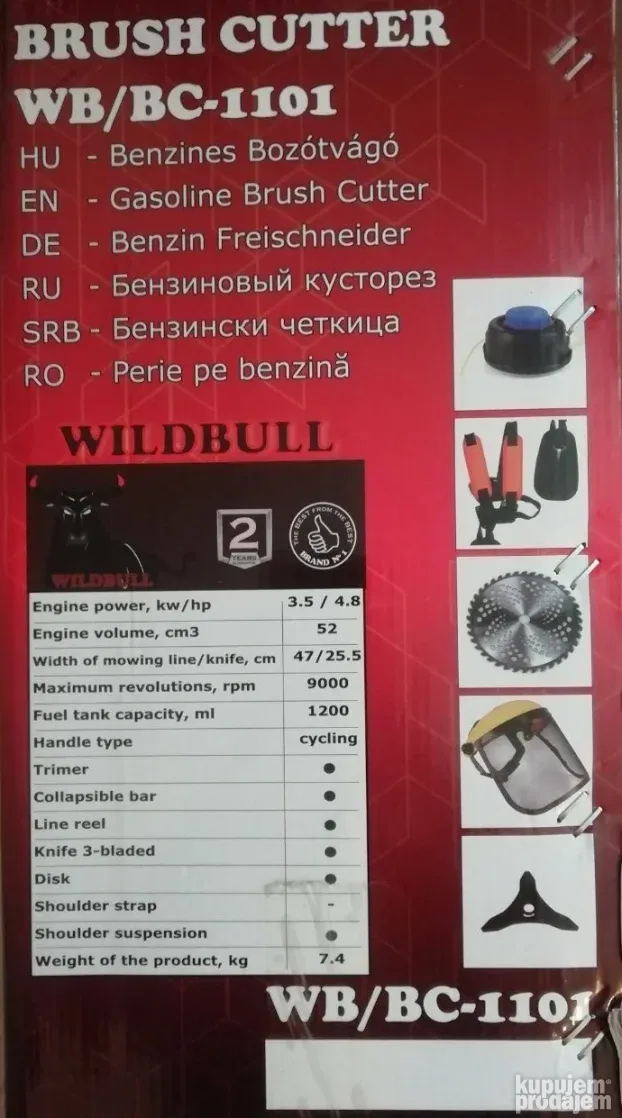 BRUSH CUTTER
WB/BC-1101
HU - Benzines Bozótvágó
EN - Gasoline Brush Cutter
DE - Benzin Freischneider
RU - Бензиновый кусторез
SRB - Бензински четкица
RO - Perie pe benzină
WILDBULL
2
YEARS
THE BEST FROM THE BEST
BRAND № 1
WILDBULL
Engine power, kw/hp 3.5 / 4.8
Engine volume, cm3 52
Width of mowing line/knife, cm 47/25.5
Maximum revolutions, rpm 9000
Fuel tank capacity, ml 1200
Handle type cycling
Trimer ●
Collapsible bar ●
Line reel ●
Knife 3-bladed ●
Disk ●
Shoulder strap -
Shoulder suspension ●
Weight of the product, kg 7.4
WB/BC-1101
kupujem
prodajem